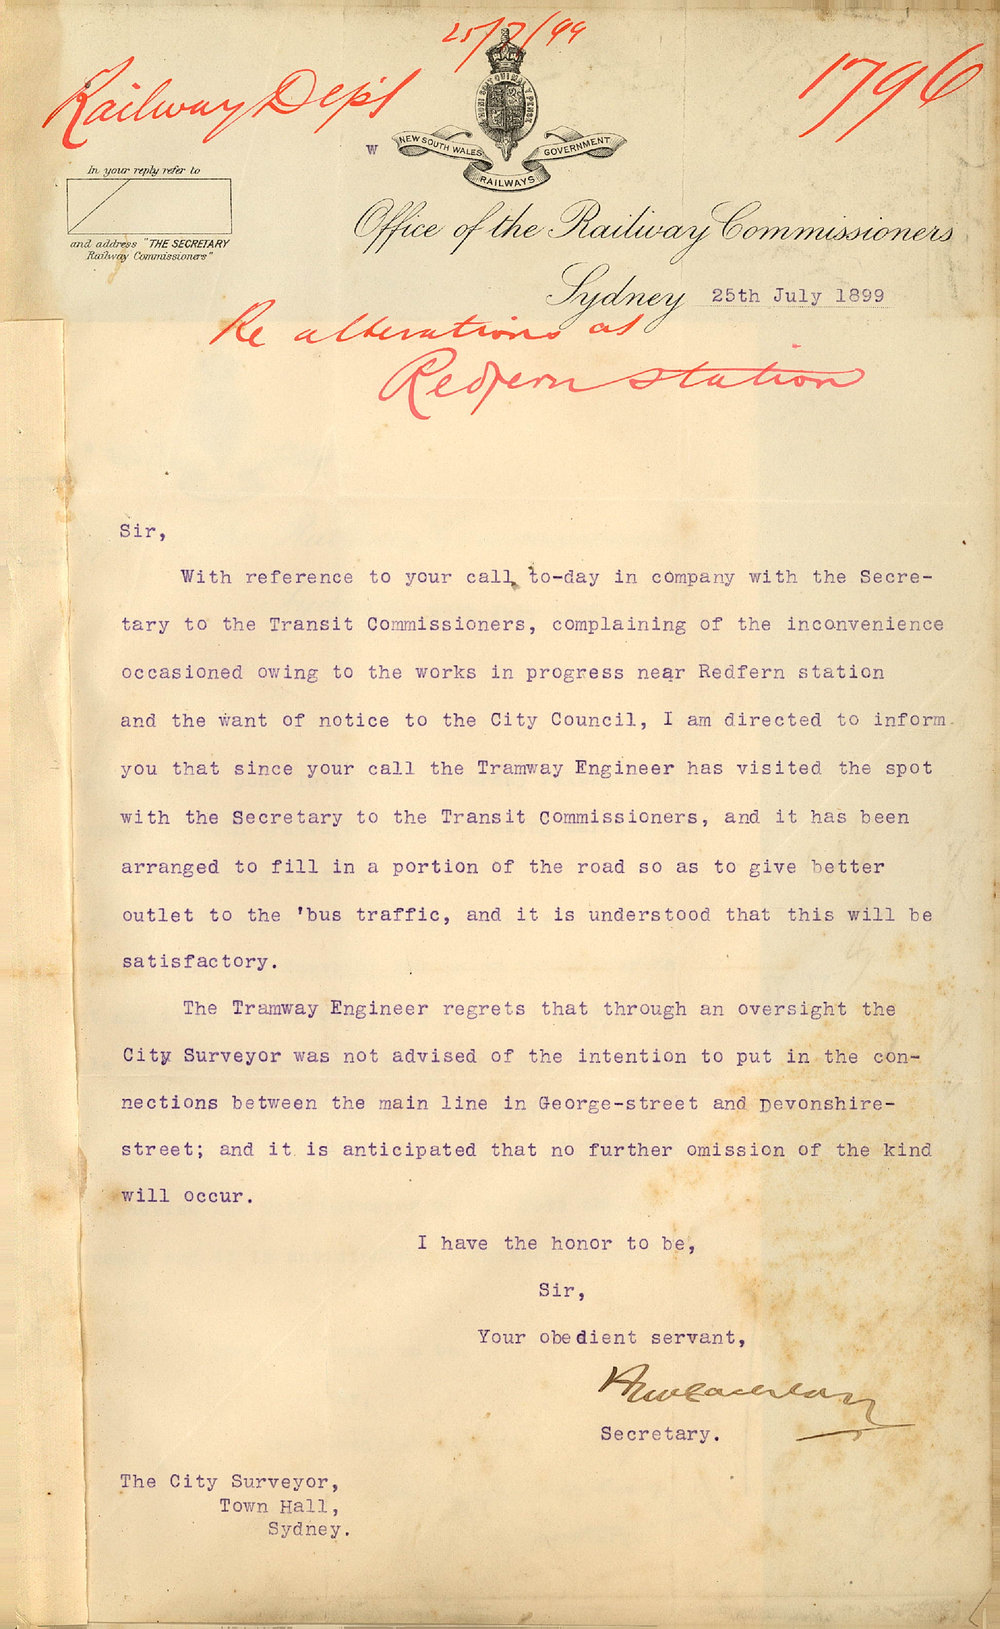 25/7/99
Railway Dept
1796
HONI SOIT QUI MAL Y PENSE
W
NEW SOUTH WALES GOVERNMENT
RAILWAYS
In your reply refer to
and address "THE SECRETARY
Railway Commissioners"
Office of the Railway Commissioners
Sydney 25th July 1899
Re alterations at
Redfern station
Sir,
With reference to your call, to-day in company with the Secre-
tary to the Transit Commissioners, complaining of the inconvenience
occasioned owing to the works in progress near Redfern station
and the want of notice to the City Council, I am directed to inform
you that since your call the Tramway Engineer has visited the spot
with the Secretary to the Transit Commissioners, and it has been
arranged to fill in a portion of the road so as to give better
outlet to the 'bus traffic, and it is understood that this will be
satisfactory.
The Tramway Engineer regrets that through an oversight the
City Surveyor was not advised of the intention to put in the con-
nections between the main line in George-street and Devonshire-
street; and it is anticipated that no further omission of the kind
will occur.
I have the honor to be,
Sir,
Your obedient servant,
Secretary.
The City Surveyor,
Town Hall,
Sydney.